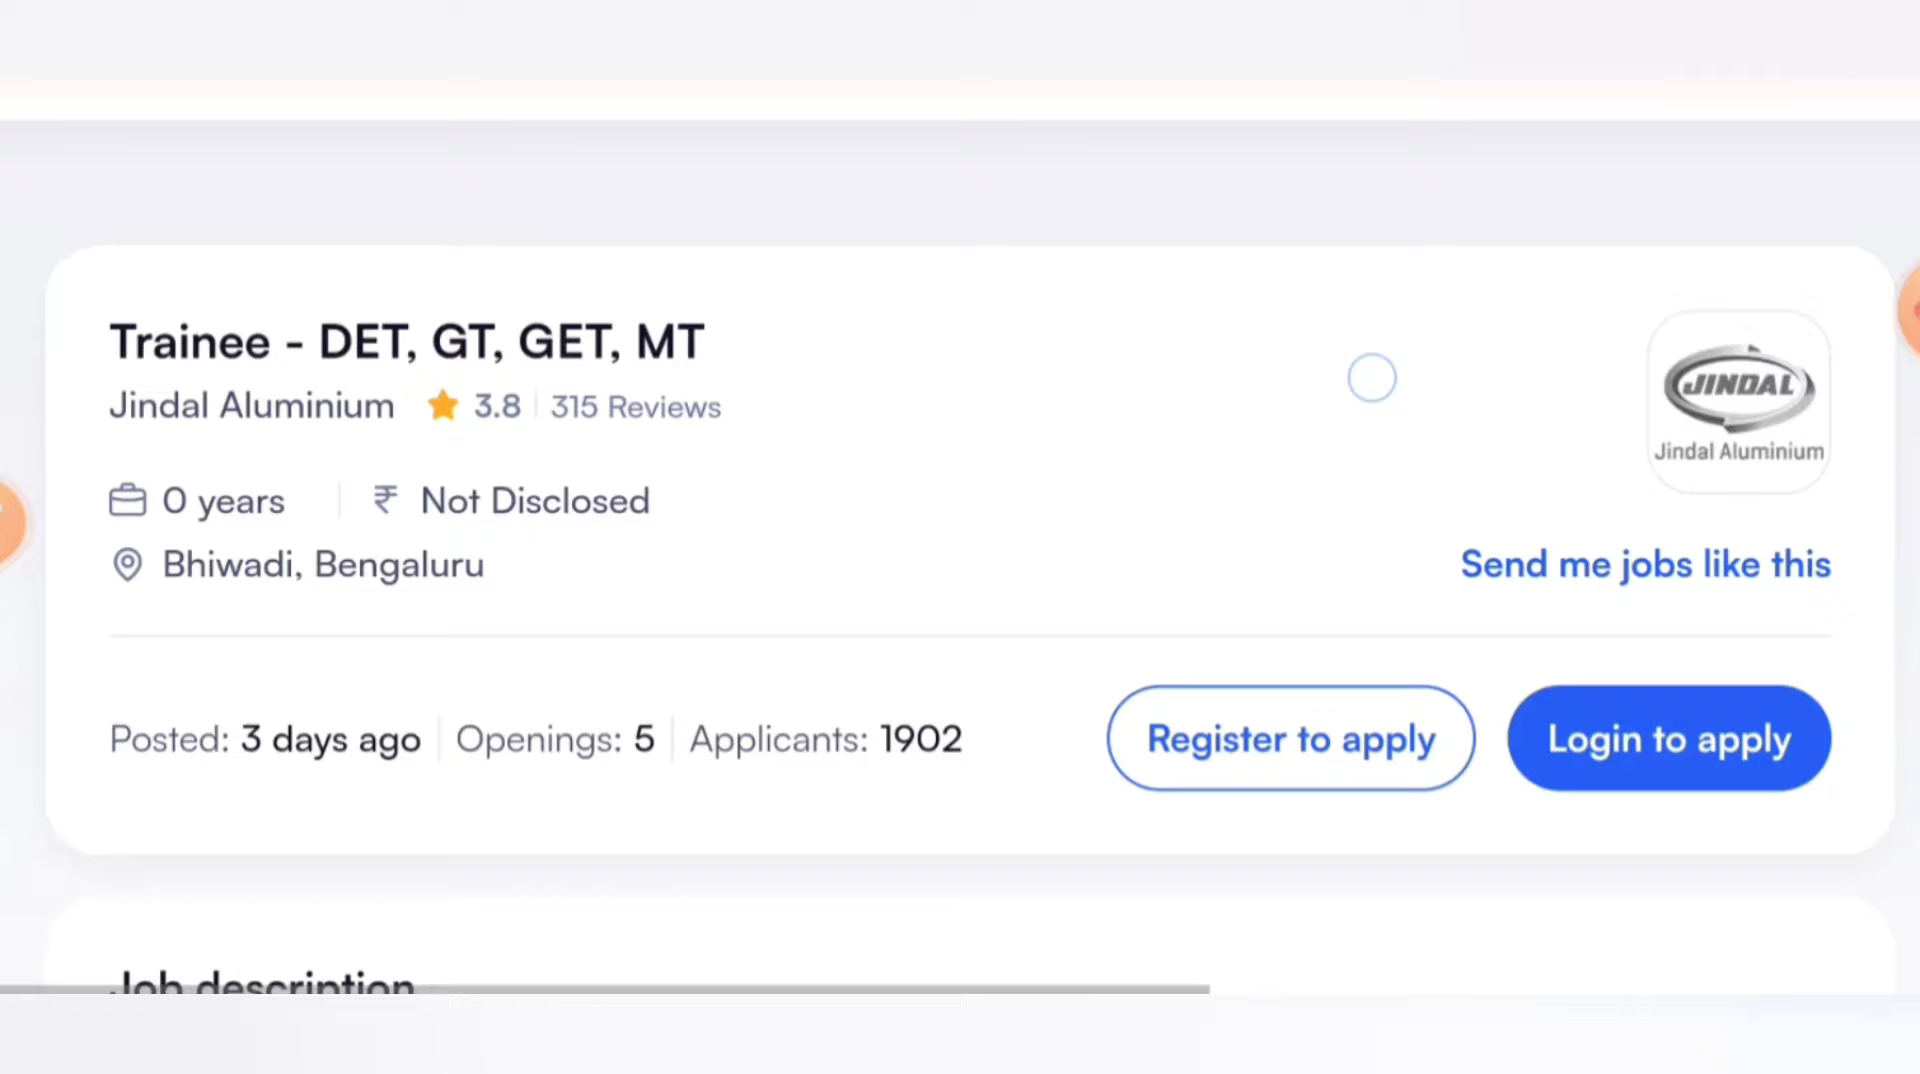 Trainee - DET, GT, GET, MT
Jindal Aluminium 3.8 315 Reviews
JINDAL
Jindal Aluminium
0 years ₹ Not Disclosed
Bhiwadi, Bengaluru
Send me jobs like this
Posted: 3 days ago Openings: 5 Applicants: 1902
Register to apply
Login to apply
Job description